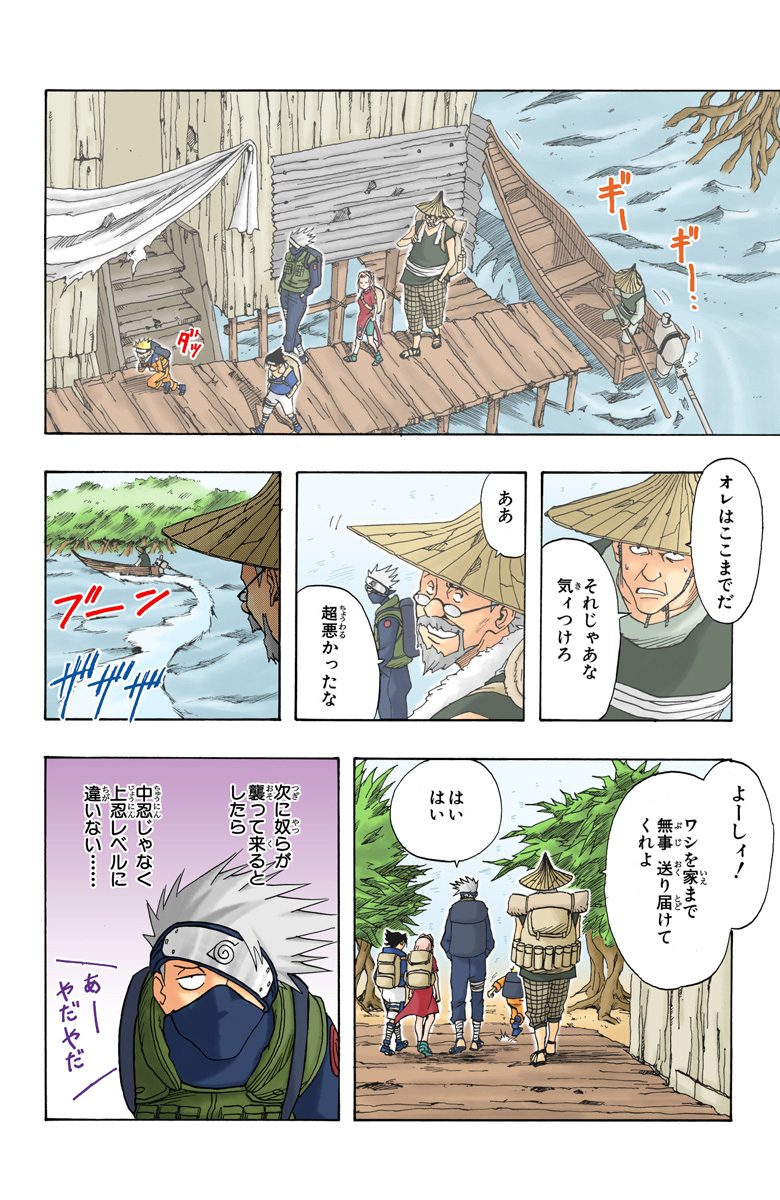 ギー
ギー…
ダッ
オレはここまでだ
それじゃあな
気ィつけろ
ああ
超悪かったな
ブーン
ザザザ
よーしィ！
ワシを家まで
無事 送り届けて
くれよ
はい
はい
次に奴らが
襲って来ると
したら
中忍じゃなく
上忍レベルに
違いない……
あー
やだやだ